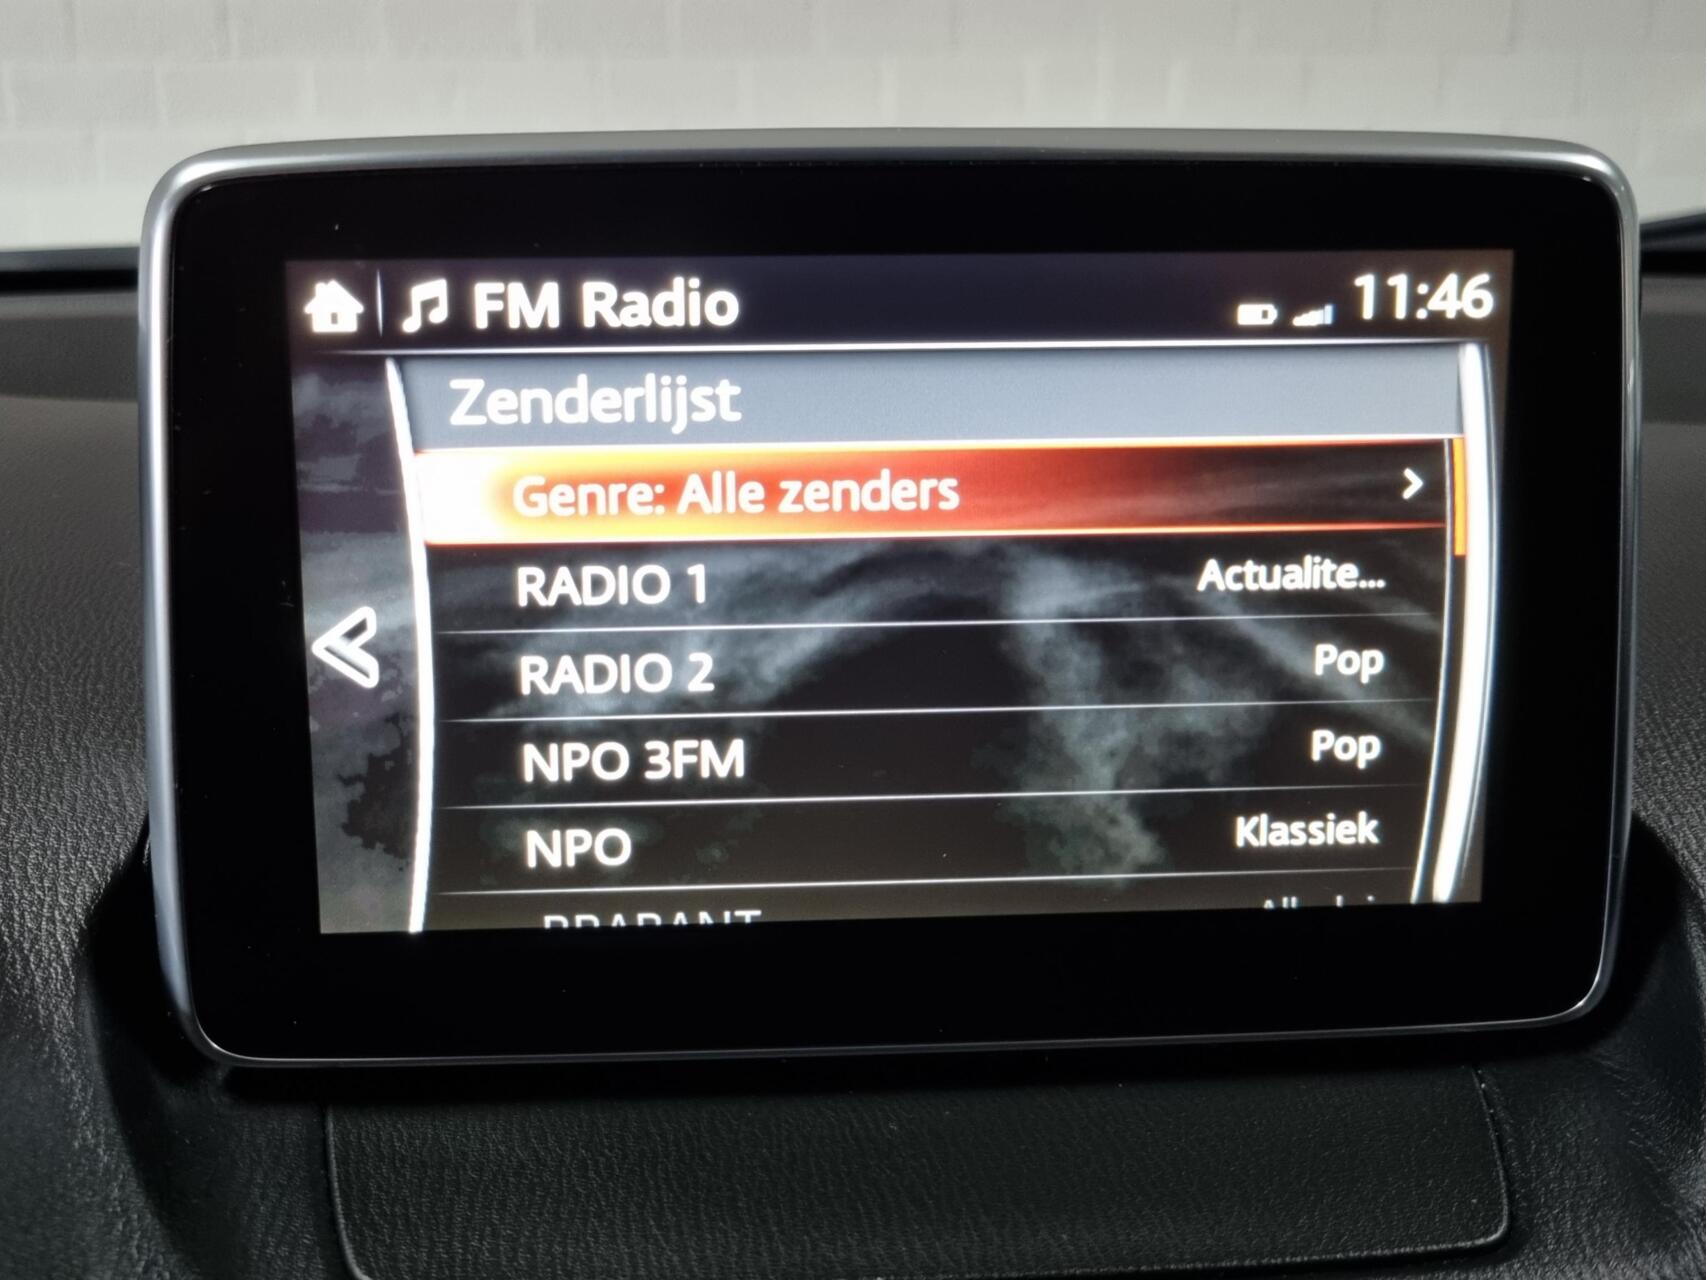 FM Radio
11:46
Zenderlijst
Genre: Alle zenders
RADIO 1 Actualite...
RADIO 2 Pop
NPO 3FM Pop
NPO Klassiek
BRABANT